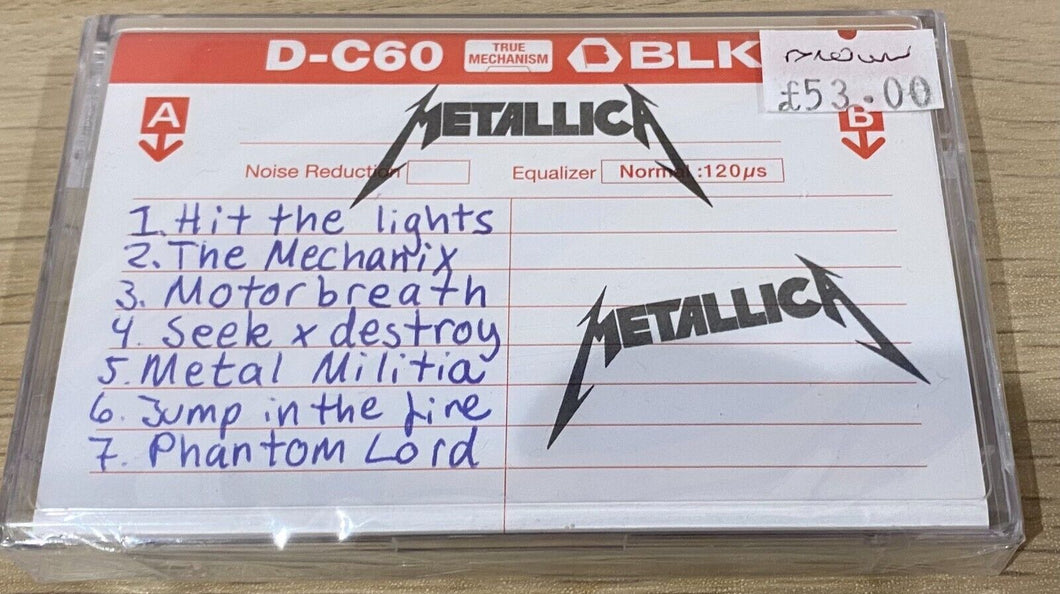 D-C60 TRUE MECHANISM BLK
£53.00
A METALLICA B
Noise Reduction Equalizer Normal:120µs
1. Hit the lights
2. The Mechanix
3. Motorbreath
4. Seek x destroy
5. Metal Militia
6. Jump in the fire
7. Phantom Lord
METALLICA